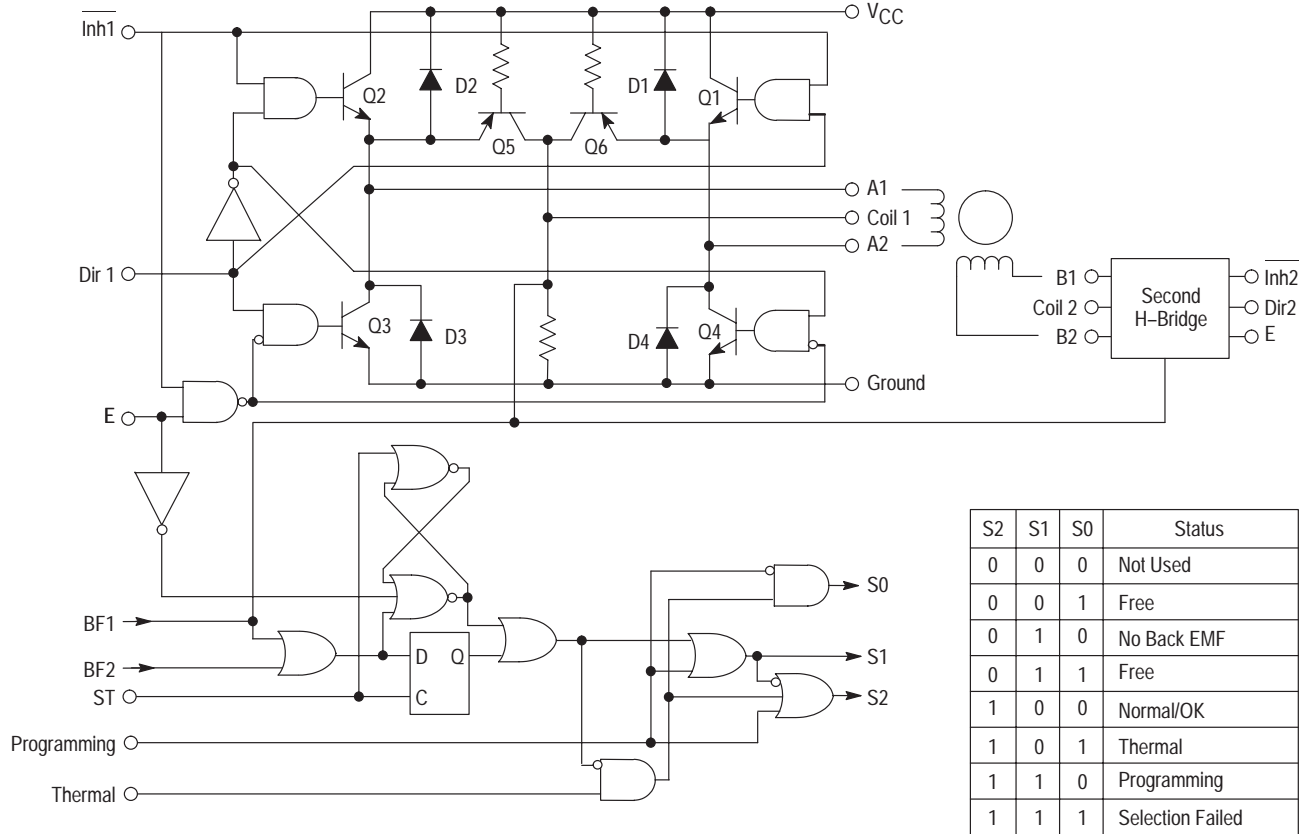 Inh1
VCC
Q2
D2
D1
Q1
Q5
Q6
A1
Coil 1
A2
Dir 1
B1
Coil 2
B2
Second
H–Bridge
Inh2
Dir2
E
Q3
D3
D4
Q4
Ground
E
S0
BF1
BF2
ST
D Q
C
S1
S2
Programming
Thermal
S2 S1 S0 Status
0 0 0 Not Used
0 0 1 Free
0 1 0 No Back EMF
0 1 1 Free
1 0 0 Normal/OK
1 0 1 Thermal
1 1 0 Programming
1 1 1 Selection Failed